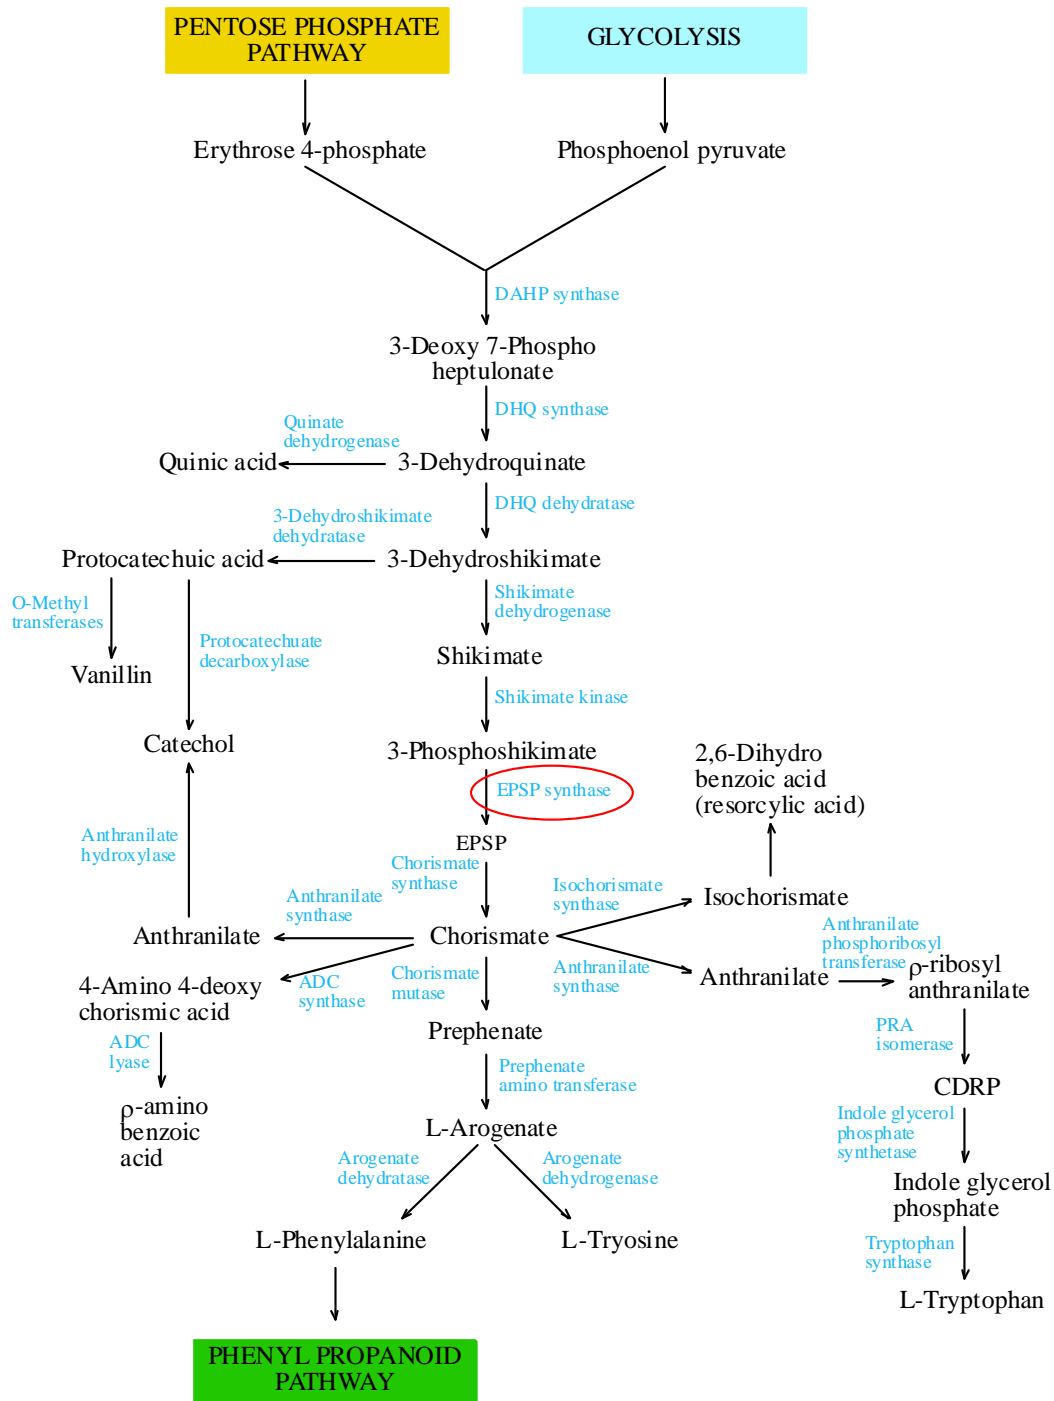 PENTOSE PHOSPHATE
PATHWAY
GLYCOLYSIS
Erythrose 4-phosphate
Phosphoenol pyruvate
DAHP synthase
3-Deoxy 7-Phospho
heptulonate
DHQ synthase
Quinate
dehydrogenase
Quinic acid
3-Dehydroquinate
DHQ dehydratase
3-Dehydroshikimate
dehydratase
Protocatechuic acid
3-Dehydroshikimate
O-Methyl
transferases
Shikimate
dehydrogenase
Protocatechuate
decarboxylase
Vanillin
Shikimate
Shikimate kinase
Catechol
3-Phosphoshikimate
2,6-Dihydro
benzoic acid
(resorcylic acid)
EPSP synthase
Anthranilate
hydroxylase
EPSP
Chorismate
synthase
Anthranilate
synthase
Isochorismate
synthase
Isochorismate
Anthranilate
Chorismate
Anthranilate
phosphoribosyl
transferase
4-Amino 4-deoxy
chorismic acid
ADC
synthase
Chorismate
mutase
Anthranilate
synthase
Anthranilate
ρ-ribosyl
anthranilate
Prephenate
ADC
lyase
PRA
isomerase
Prephenate
amino transferase
CDRP
ρ-amino
benzoic
acid
L-Arogenate
Indole glycerol
phosphate
synthetase
Arogenate
dehydratase
Arogenate
dehydrogenase
Indole glycerol
phosphate
L-Phenylalanine
L-Tryosine
Tryptophan
synthase
L-Tryptophan
PHENYL PROPANOID
PATHWAY